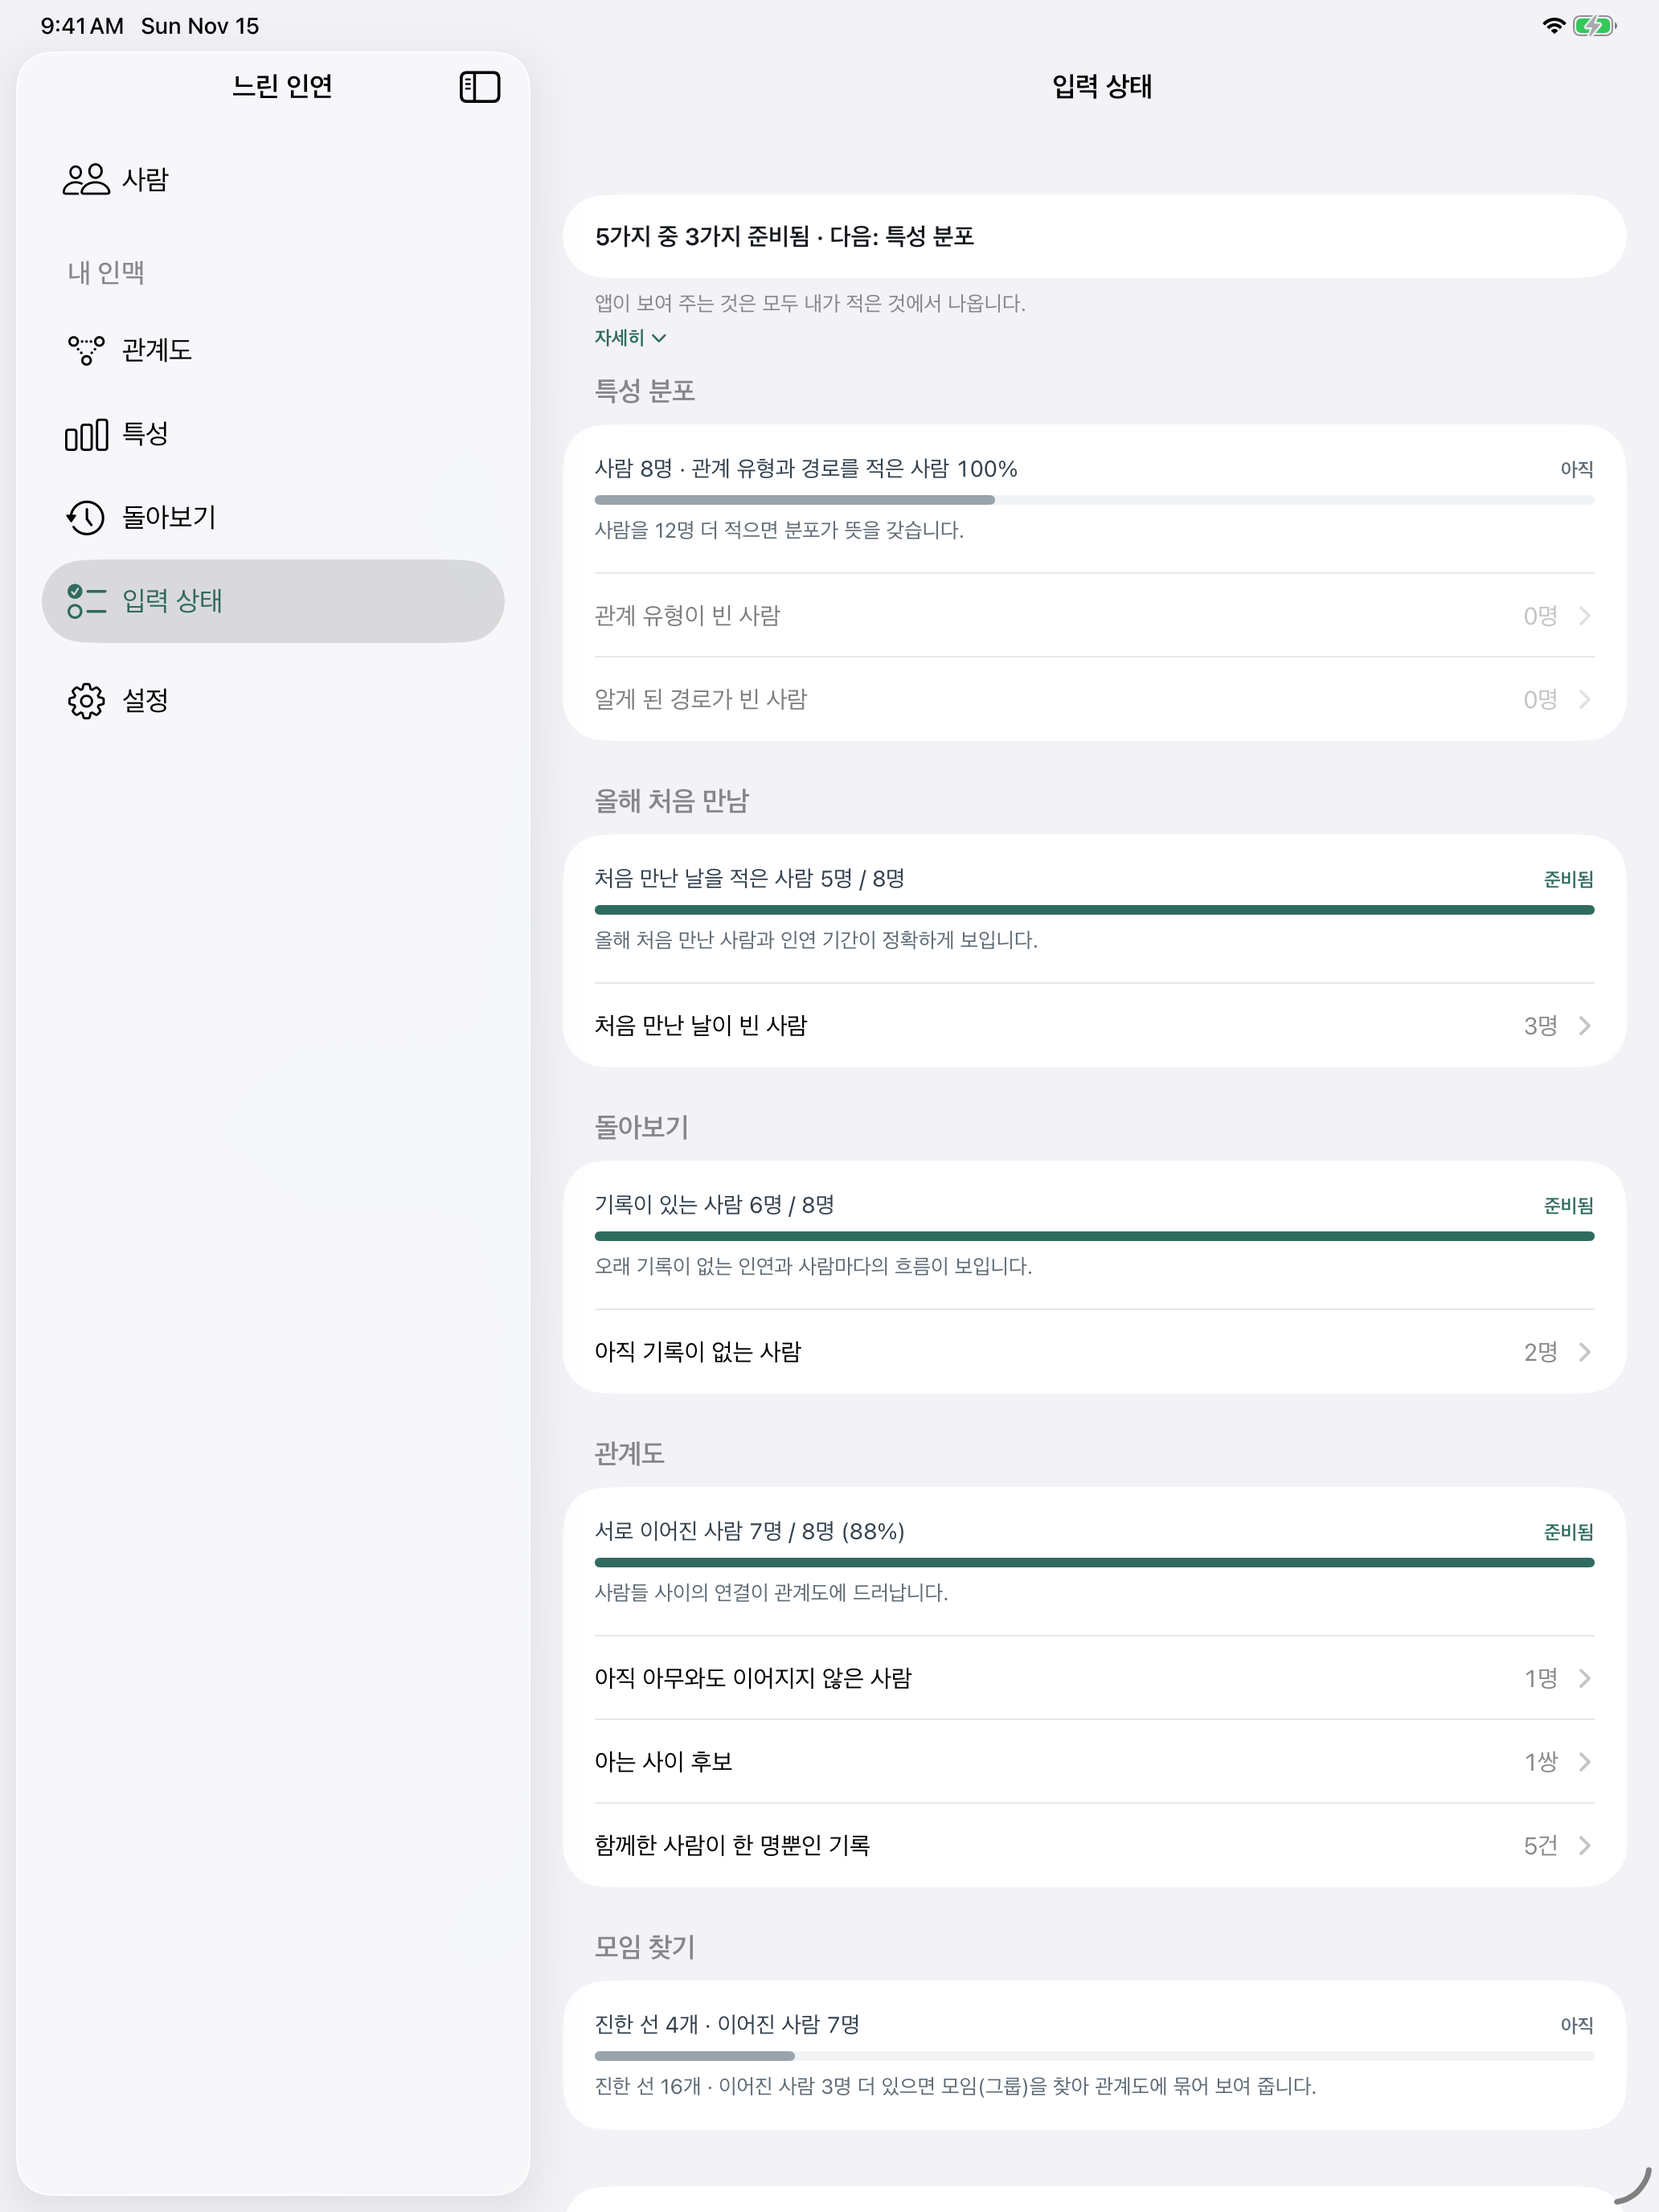 9:41 AM Sun Nov 15
느린 인연
사람
내 인맥
관계도
특성
돌아보기
입력 상태
설정
입력 상태
5가지 중 3가지 준비됨 · 다음: 특성 분포
앱이 보여 주는 것은 모두 내가 적은 것에서 나옵니다.
자세히
특성 분포
사람 8명 · 관계 유형과 경로를 적은 사람 100%
아직
사람을 12명 더 적으면 분포가 뜻을 갖습니다.
관계 유형이 빈 사람
0명
알게 된 경로가 빈 사람
0명
올해 처음 만남
처음 만난 날을 적은 사람 5명 / 8명
준비됨
올해 처음 만난 사람과 인연 기간이 정확하게 보입니다.
처음 만난 날이 빈 사람
3명
돌아보기
기록이 있는 사람 6명 / 8명
준비됨
오래 기록이 없는 인연과 사람마다의 흐름이 보입니다.
아직 기록이 없는 사람
2명
관계도
서로 이어진 사람 7명 / 8명 (88%)
준비됨
사람들 사이의 연결이 관계도에 드러납니다.
아직 아무와도 이어지지 않은 사람
1명
아는 사이 후보
1쌍
함께한 사람이 한 명뿐인 기록
5건
모임 찾기
진한 선 4개 · 이어진 사람 7명
아직
진한 선 16개 · 이어진 사람 3명 더 있으면 모임(그룹)을 찾아 관계도에 묶어 보여 줍니다.